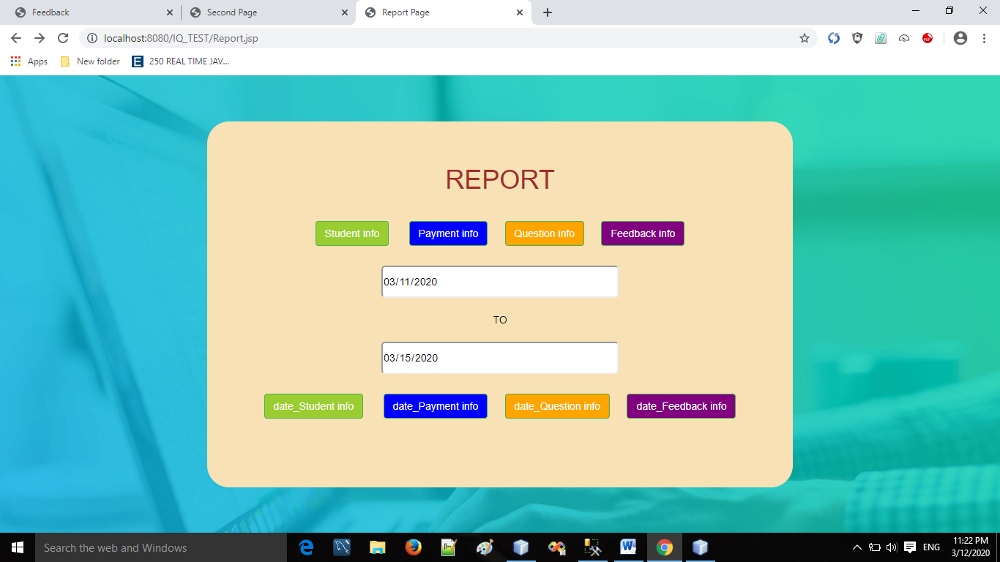 Feedback Second Page Report Page
localhost:8080/IQ_TEST/Report.jsp
Apps New folder E 250 REAL TIME JAV...
REPORT
Student info Payment info Question info Feedback info
03/11/2020
TO
03/15/2020
date_Student info date_Payment info date_Question info date_Feedback info
Search the web and Windows
ENG
11:22 PM
3/12/2020